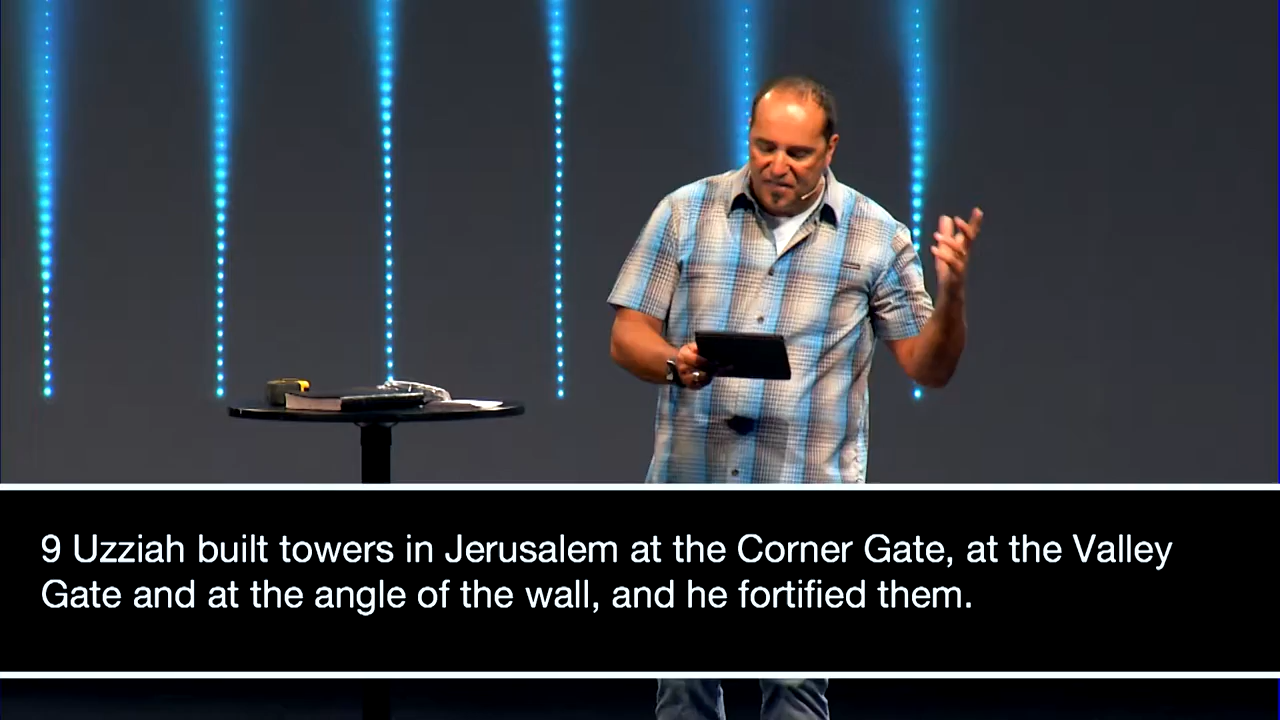 9 Uzziah built towers in Jerusalem at the Corner Gate, at the Valley
Gate and at the angle of the wall, and he fortified them.